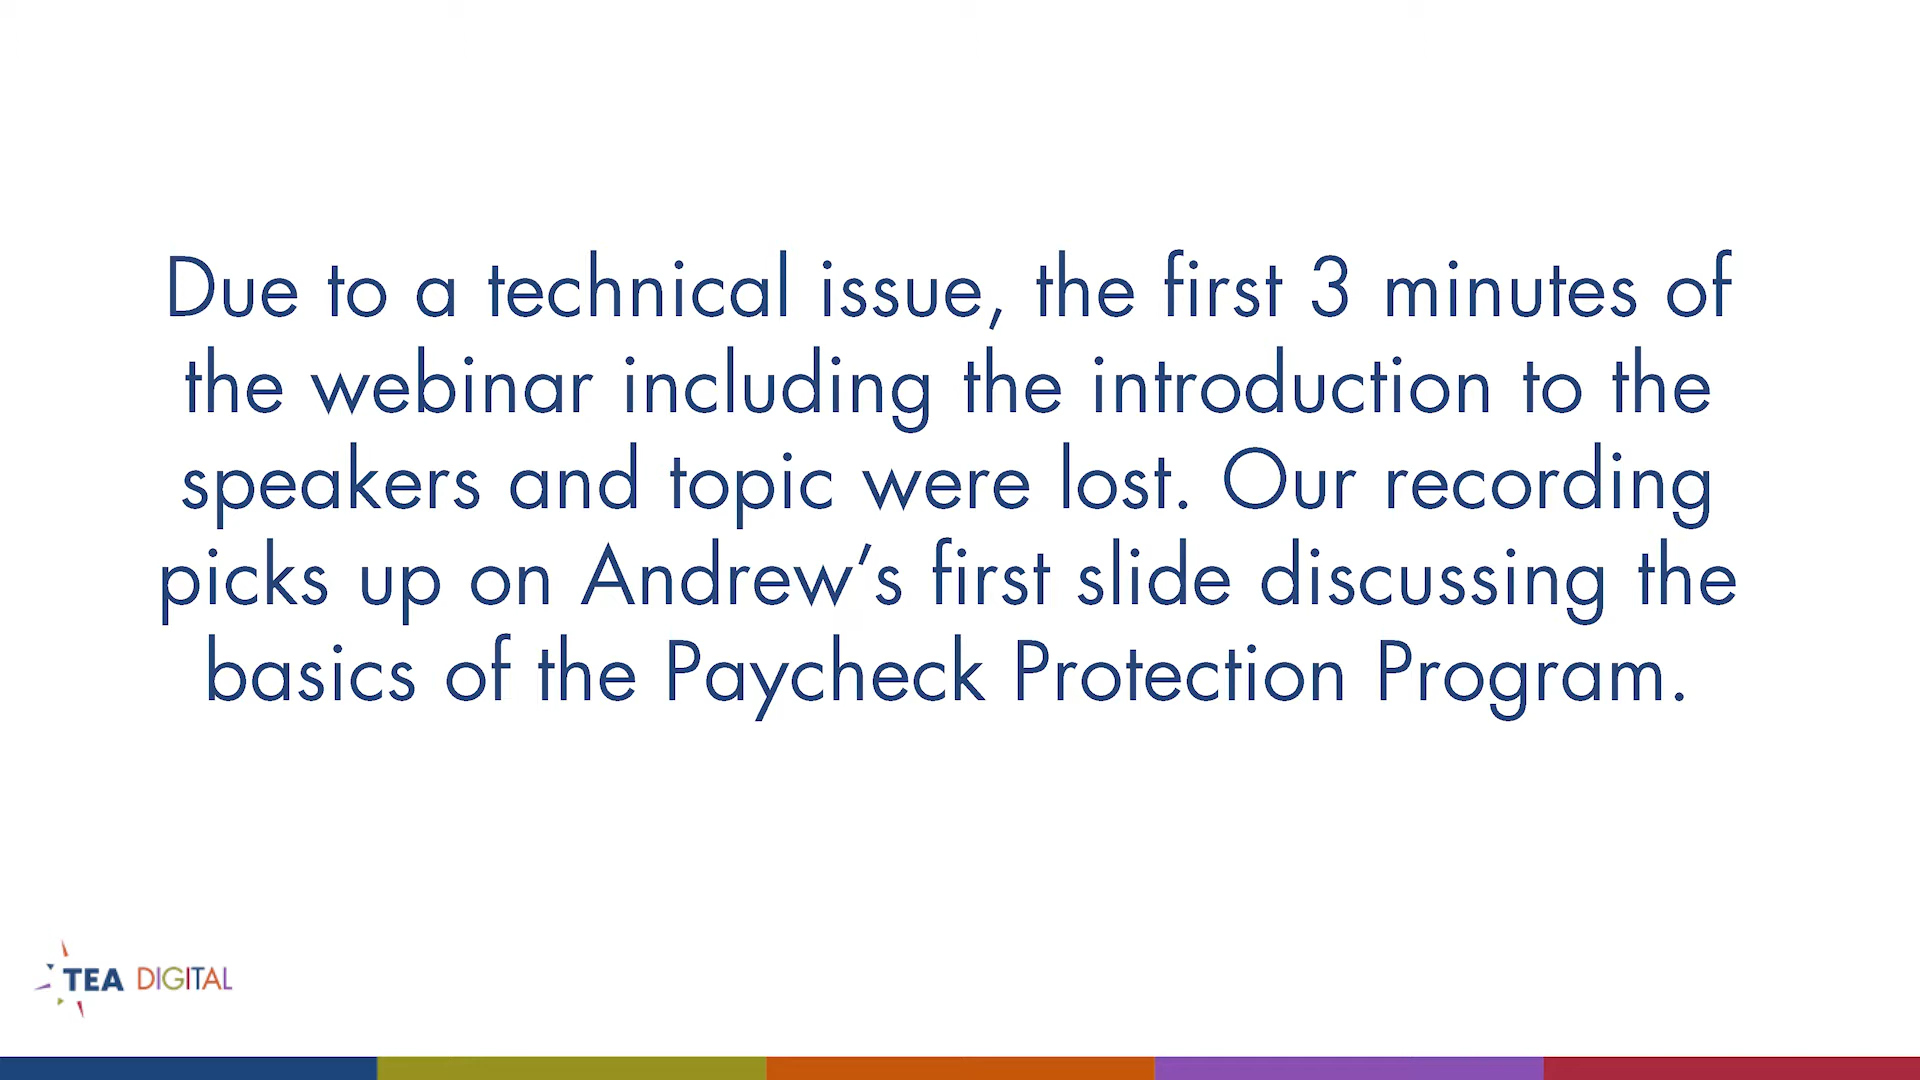 Due to a technical issue, the first 3 minutes of
the webinar including the introduction to the
speakers and topic were lost. Our recording
picks up on Andrew’s first slide discussing the
basics of the Paycheck Protection Program.
TEA DIGITAL